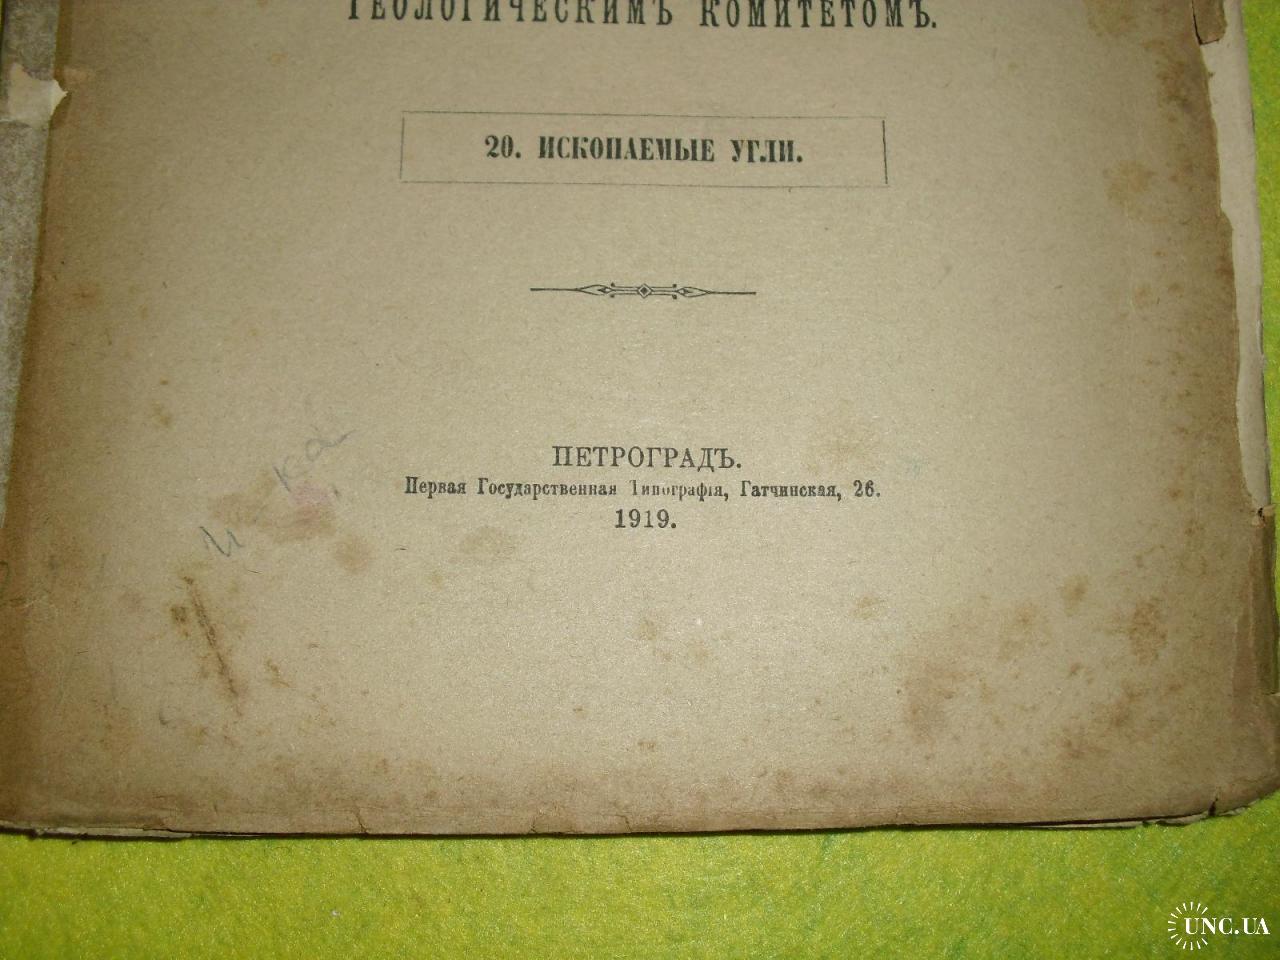 ГЕОЛОГИЧЕСКИМЪ КОМИТЕТОМЪ.
20. ИСКОПАЕМЫЕ УГЛИ.
ПЕТРОГРАДЪ.
Первая Государственная Типографія, Гатчинская, 26.
1919.
UNC.UA